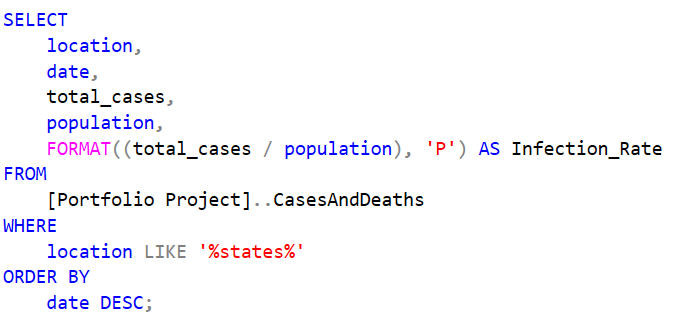 SELECT
location,
date,
total_cases,
population,
FORMAT((total_cases / population), 'P') AS Infection_Rate
FROM
[Portfolio Project]..CasesAndDeaths
WHERE
location LIKE '%states%'
ORDER BY
date DESC;